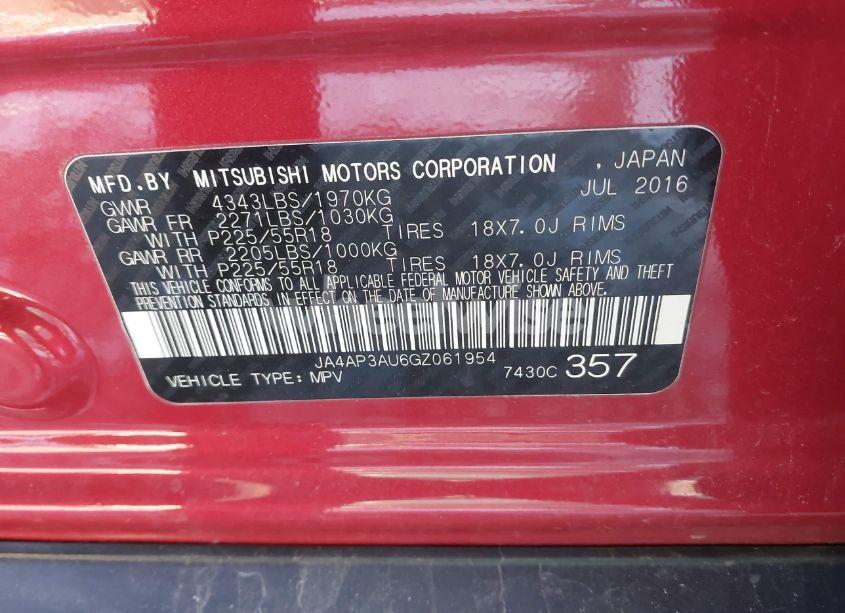 MFD.BY MITSUBISHI MOTORS CORPORATION , JAPAN
GVWR 4343LBS/1970KG JUL 2016
GAWR FR 2271LBS/1030KG
WITH P225/55R18 TIRES 18X7.0J RIMS
GAWR RR 2205LBS/1000KG
WITH P225/55R18 TIRES 18X7.0J RIMS
THIS VEHICLE CONFORMS TO ALL APPLICABLE FEDERAL MOTOR VEHICLE SAFETY AND THEFT
PREVENTION STANDARDS IN EFFECT ON THE DATE OF MANUFACTURE SHOWN ABOVE.
JA4AP3AU6GZ061954
VEHICLE TYPE: MPV 7430C 357